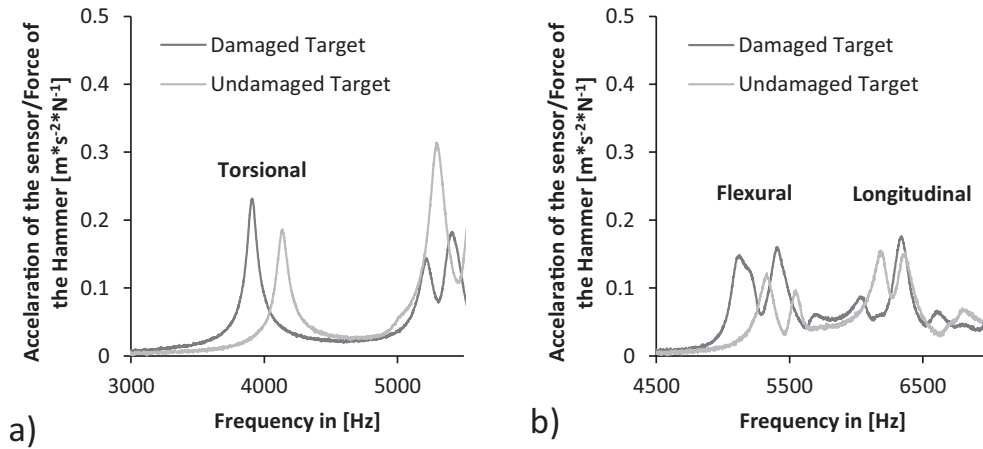 Accelaration of the sensor/Force of
the Hammer [m*s-2*N-1]
0.5
0.4
0.3
0.2
0.1
0
Damaged Target
Undamaged Target
Torsional
3000
4000
5000
Frequency in [Hz]
a)
Accelaration of the sensor/Force of
the Hammer [m*s-2*N-1]
0.5
0.4
0.3
0.2
0.1
0
Damaged Target
Undamaged Target
Flexural
Longitudinal
4500
5500
6500
Frequency in [Hz]
b)